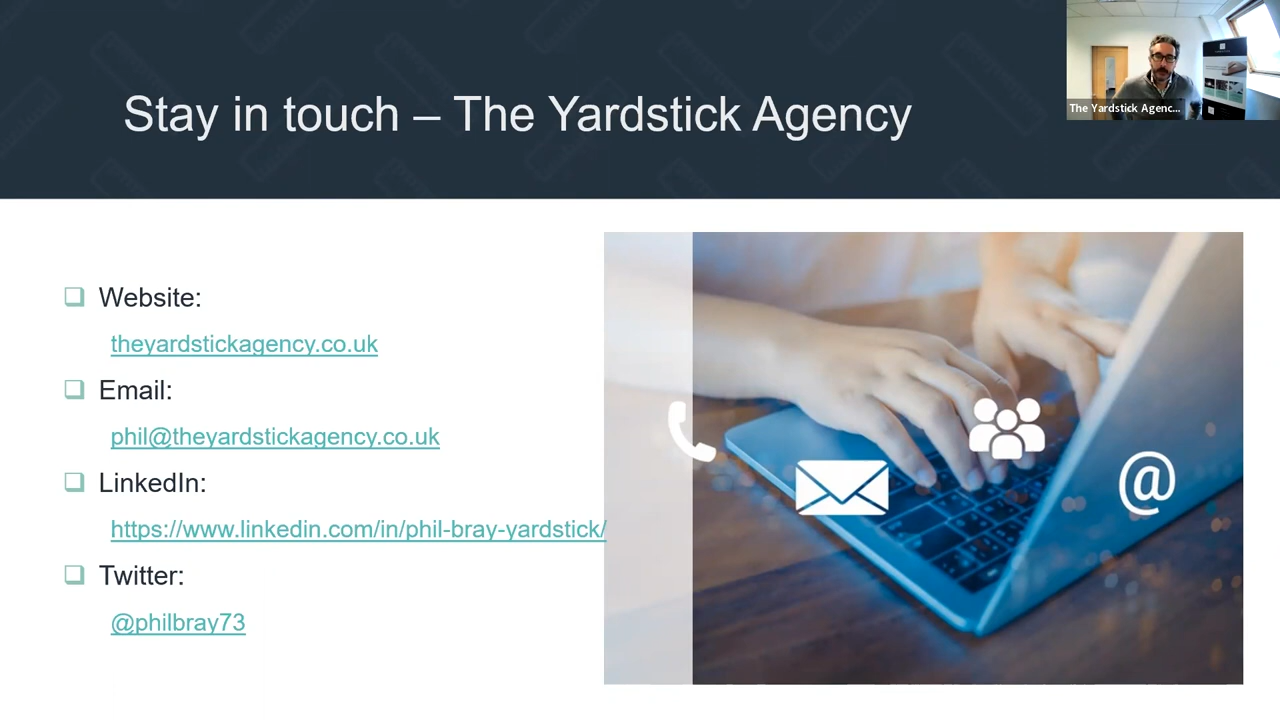 Stay in touch – The Yardstick Agency
The Yardstick Agenc...
Website:
theyardstickagency.co.uk
Email:
phil@theyardstickagency.co.uk
LinkedIn:
https://www.linkedin.com/in/phil-bray-yardstick/
Twitter:
@philbray73
@